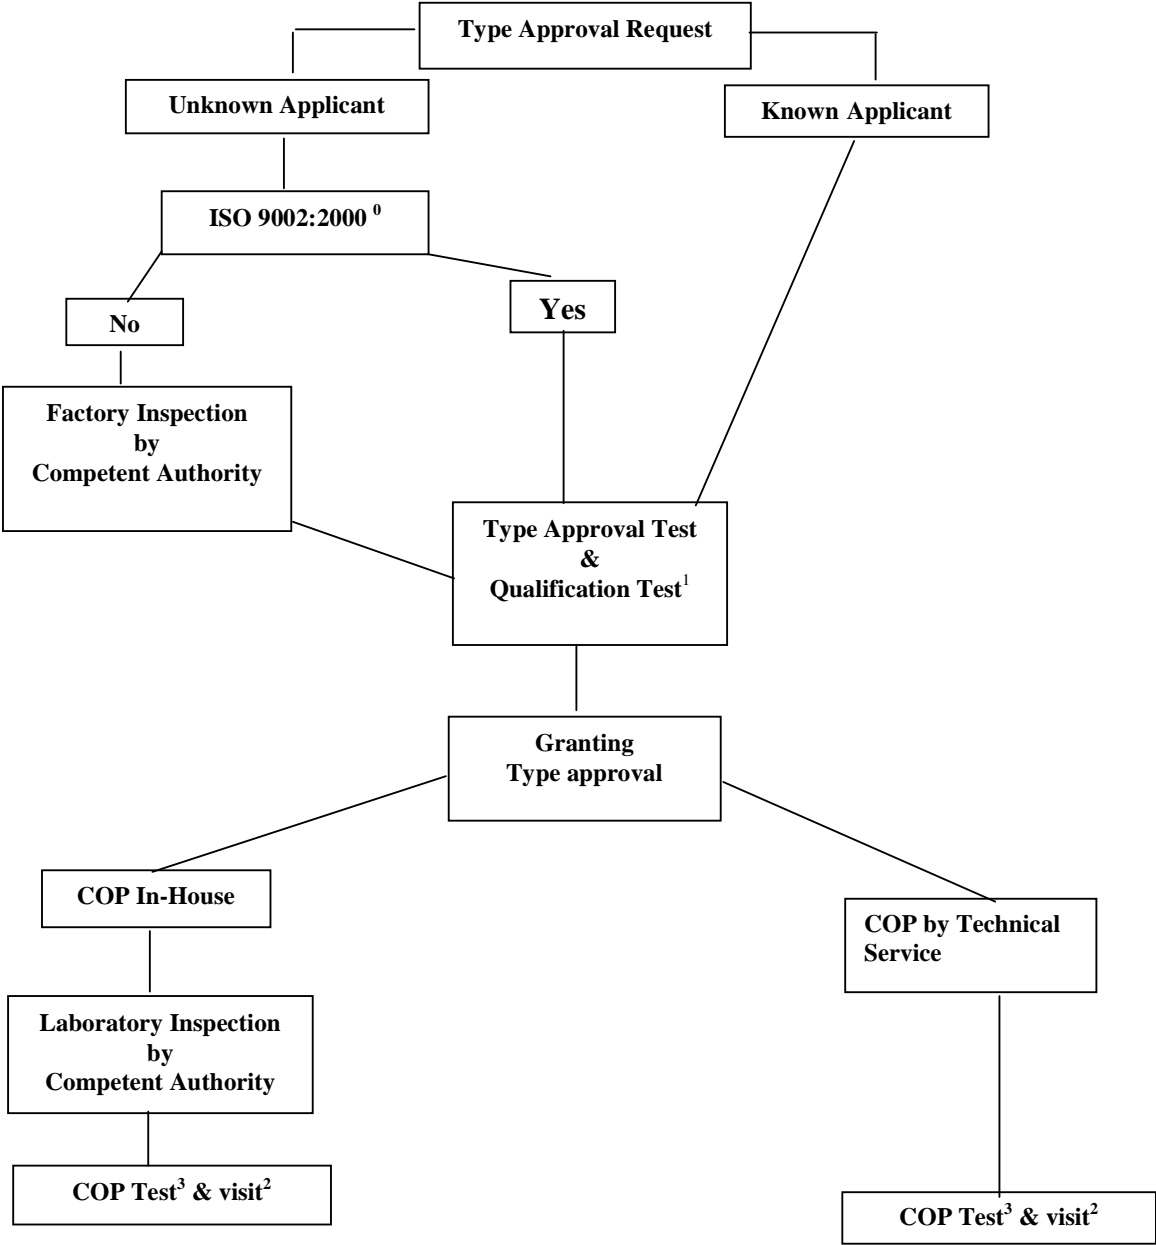 Type Approval Request
Unknown Applicant
Known Applicant
ISO 9002:2000 ⁰
Yes
No
Factory Inspection
by
Competent Authority
Type Approval Test
&
Qualification Test¹
Granting
Type approval
COP In-House
COP by Technical
Service
Laboratory Inspection
by
Competent Authority
COP Test³ & visit²
COP Test³ & visit²